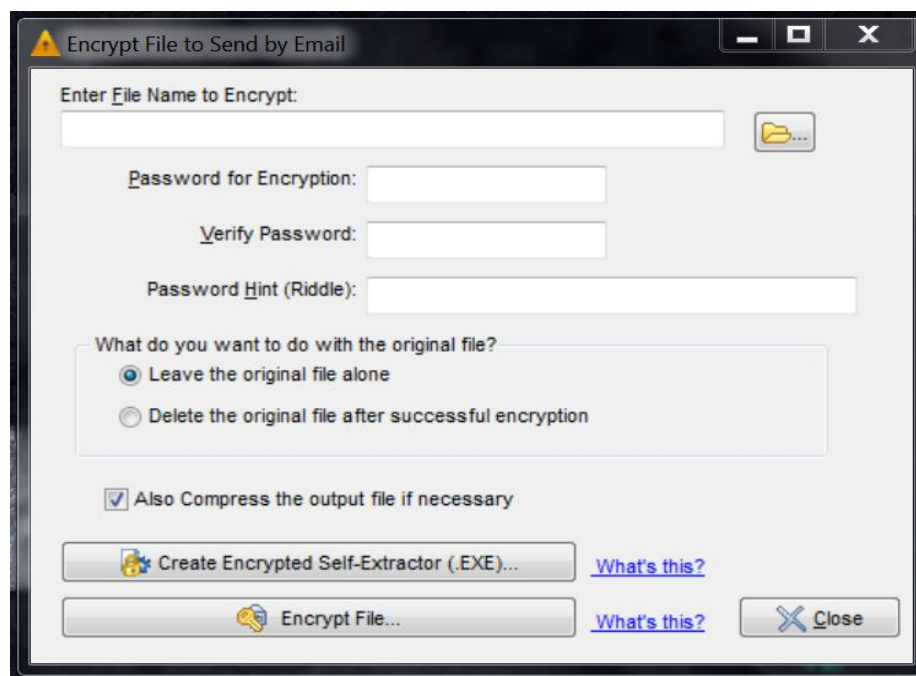 Encrypt File to Send by Email
Enter File Name to Encrypt:
...
Password for Encryption:
Verify Password:
Password Hint (Riddle):
What do you want to do with the original file?
Leave the original file alone
Delete the original file after successful encryption
Also Compress the output file if necessary
Create Encrypted Self-Extractor (.EXE)... What's this?
Encrypt File... What's this? Close